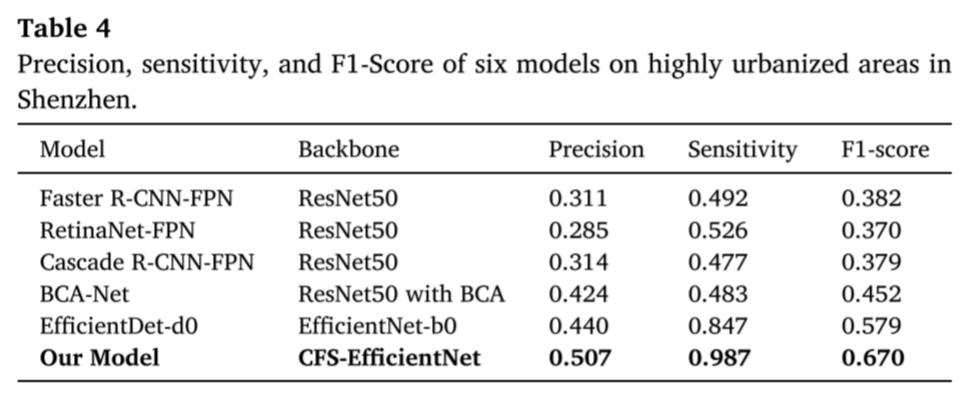 Table 4
Precision, sensitivity, and F1-Score of six models on highly urbanized areas in
Shenzhen.
Model Backbone Precision Sensitivity F1-score
Faster R-CNN-FPN ResNet50 0.311 0.492 0.382
RetinaNet-FPN ResNet50 0.285 0.526 0.370
Cascade R-CNN-FPN ResNet50 0.314 0.477 0.379
BCA-Net ResNet50 with BCA 0.424 0.483 0.452
EfficientDet-d0 EfficientNet-b0 0.440 0.847 0.579
Our Model CFS-EfficientNet 0.507 0.987 0.670